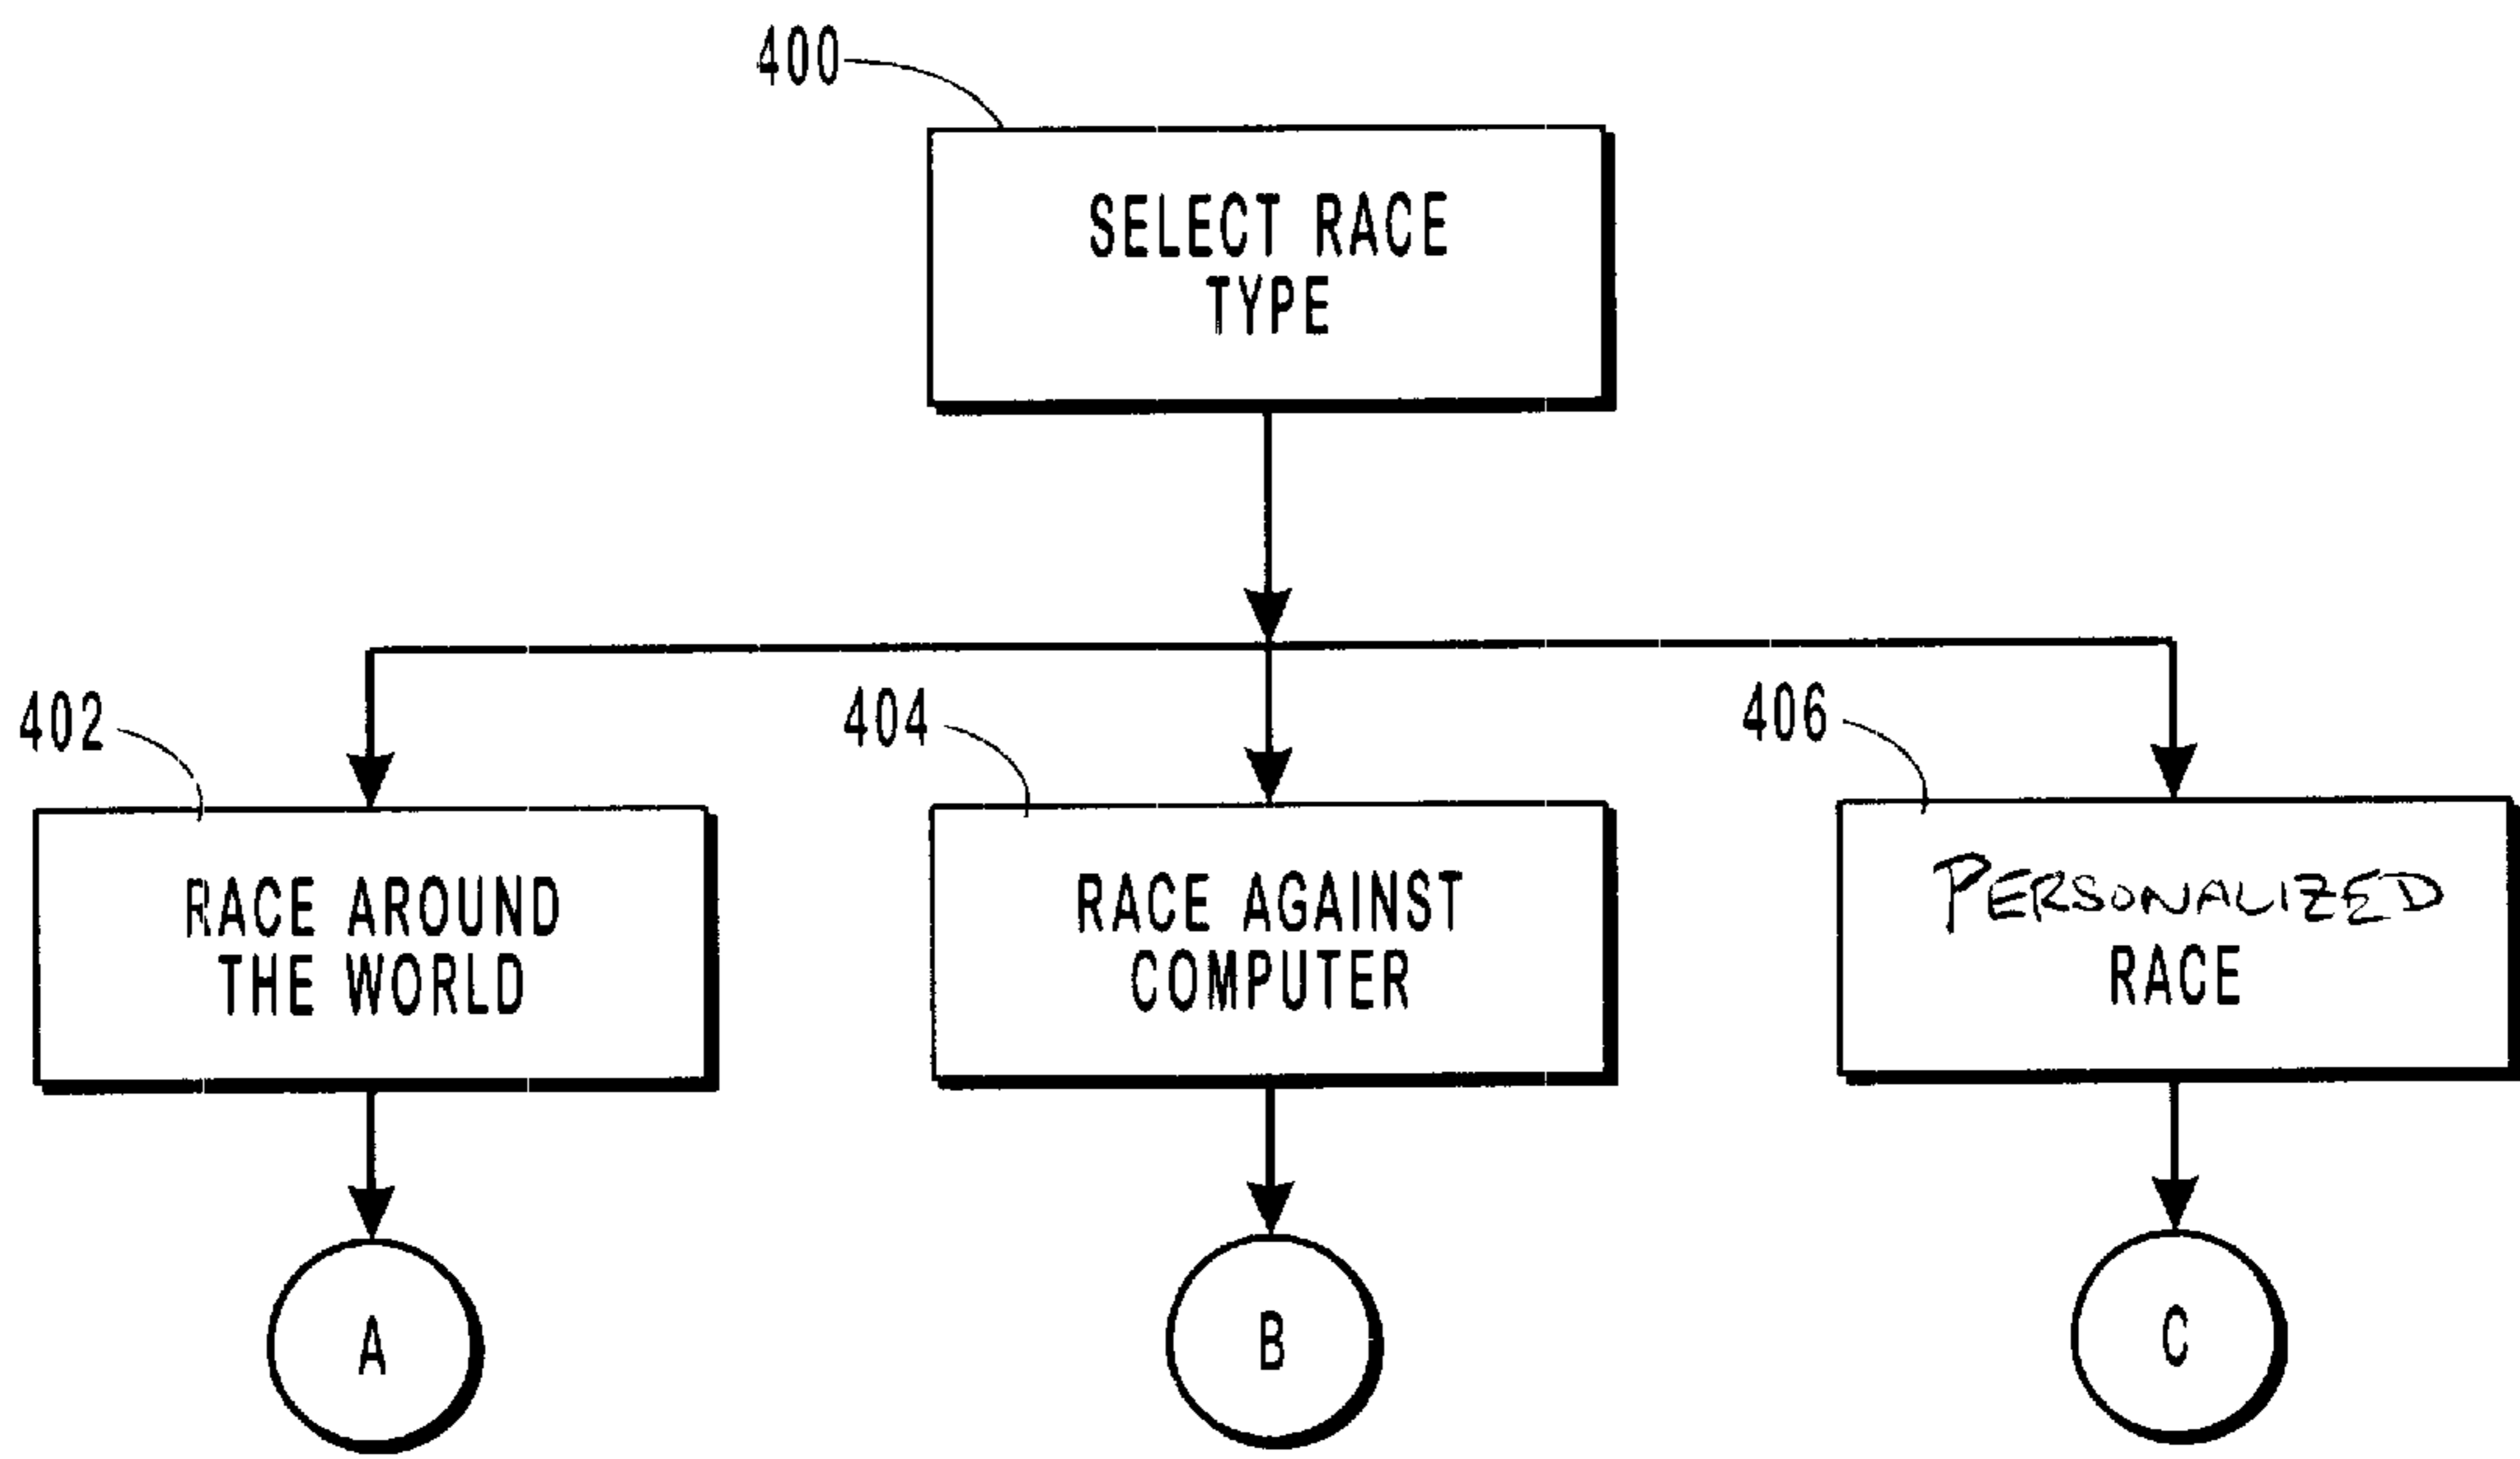 400
SELECT RACE
TYPE
402
404
406
RACE AROUND
THE WORLD
RACE AGAINST
COMPUTER
PERSONALIZED
RACE
A
B
C